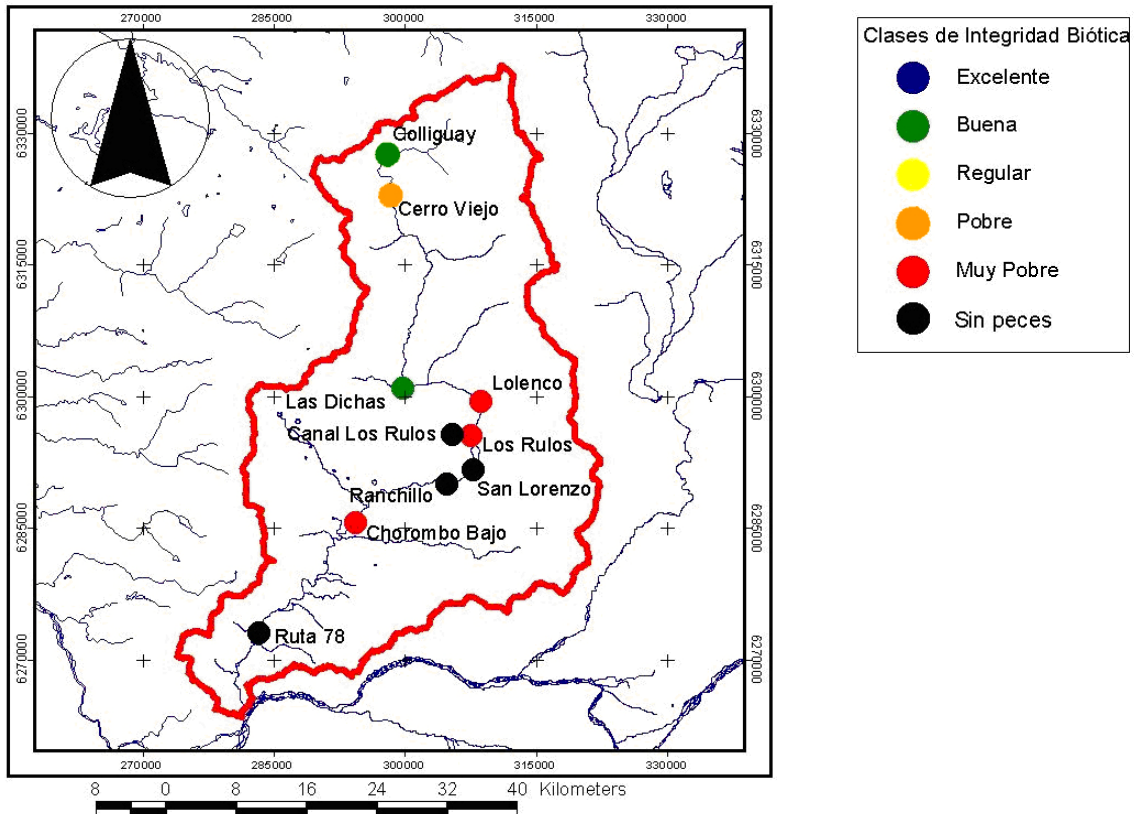 270000 285000 300000 315000 330000
6330000 6330000
6315000 6315000
6300000 6300000
6285000 6285000
6270000 6270000
Colliguay
Cerro Viejo
Las Dichas
Lolenco
Canal Los Rulos
Los Rulos
Ranchillo
San Lorenzo
Chorombo Bajo
Ruta 78
270000 285000 300000 315000 330000
8 0 8 16 24 32 40 Kilometers
Clases de Integridad Biótica
Excelente
Buena
Regular
Pobre
Muy Pobre
Sin peces